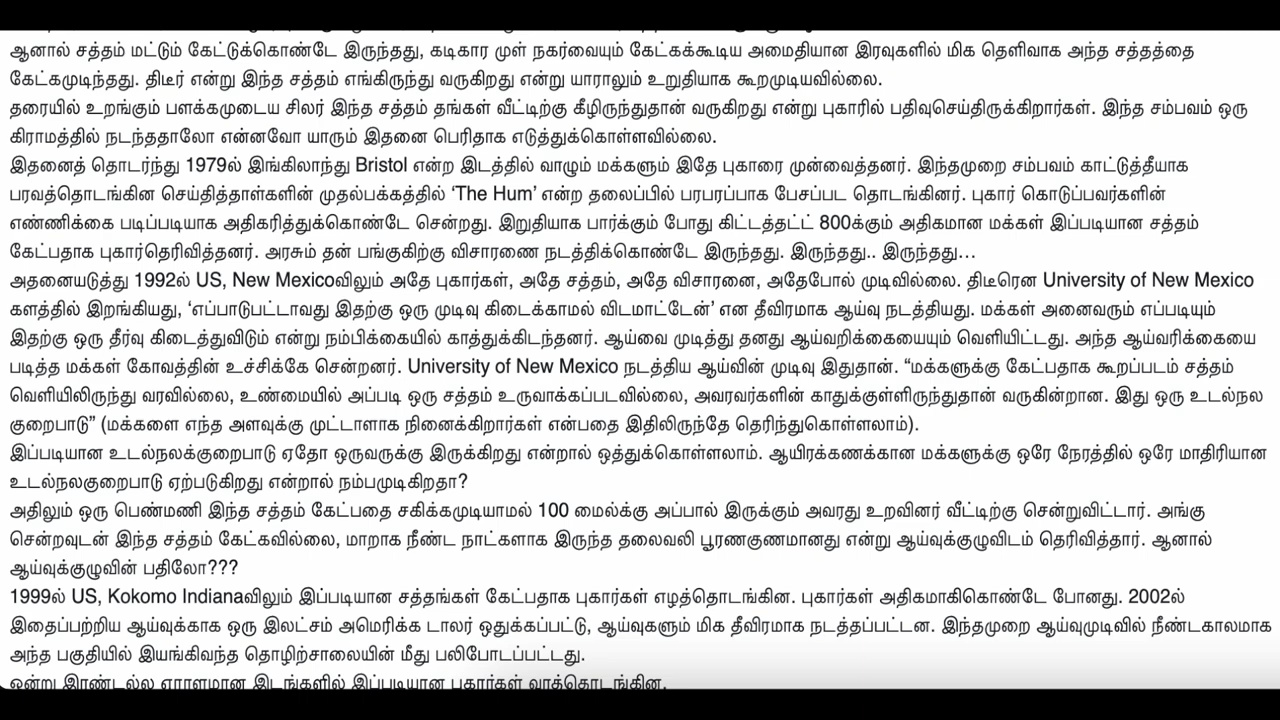 ஆனால் சத்தம் மட்டும் கேட்டுக்கொண்டே இருந்தது, கடிகார முள் நகர்வையும் கேட்கக்கூடிய அமைதியான இரவுகளில் மிக தெளிவாக அந்த சத்தத்தை
கேட்கமுடிந்தது. திடீர் என்று இந்த சத்தம் எங்கிருந்து வருகிறது என்று யாராலும் உறுதியாக கூறமுடியவில்லை.
தரையில் உறங்கும் பளக்கமுடைய சிலர் இந்த சத்தம் தங்கள் வீட்டிற்கு கீழிருந்துதான் வருகிறது என்று புகாரில் பதிவுசெய்திருக்கிறார்கள். இந்த சம்பவம் ஒரு
கிராமத்தில் நடந்ததாலோ என்னவோ யாரும் இதனை பெரிதாக எடுத்துக்கொள்ளவில்லை.
இதனைத் தொடர்ந்து 1979ல் இங்கிலாந்து Bristol என்ற இடத்தில் வாழும் மக்களும் இதே புகாரை முன்வைத்தனர். இந்தமுறை சம்பவம் காட்டுத்தீயாக
பரவத்தொடங்கின செய்தித்தாள்களின் முதல்பக்கத்தில் ‘The Hum’ என்ற தலைப்பில் பரபரப்பாக பேசப்பட தொடங்கினர். புகார் கொடுப்பவர்களின்
எண்ணிக்கை படிப்படியாக அதிகரித்துக்கொண்டே சென்றது. இறுதியாக பார்க்கும் போது கிட்டத்தட்ட் 800க்கும் அதிகமான மக்கள் இப்படியான சத்தம்
கேட்பதாக புகார்தெரிவித்தனர். அரசும் தன் பங்குகிற்கு விசாரணை நடத்திக்கொண்டே இருந்தது. இருந்தது.. இருந்தது…
அதனையடுத்து 1992ல் US, New Mexicoவிலும் அதே புகார்கள், அதே சத்தம், அதே விசாரனை, அதேபோல் முடிவில்லை. திடீரென University of New Mexico
களத்தில் இறங்கியது, ‘எப்பாடுபட்டாவது இதற்கு ஒரு முடிவு கிடைக்காமல் விடமாட்டேன்’ என தீவிரமாக ஆய்வு நடத்தியது. மக்கள் அனைவரும் எப்படியும்
இதற்கு ஒரு தீர்வு கிடைத்துவிடும் என்று நம்பிக்கையில் காத்துக்கிடந்தனர். ஆய்வை முடித்து தனது ஆய்வறிக்கையையும் வெளியிட்டது. அந்த ஆய்வரிக்கையை
படித்த மக்கள் கோவத்தின் உச்சிக்கே சென்றனர். University of New Mexico நடத்திய ஆய்வின் முடிவு இதுதான். “மக்களுக்கு கேட்பதாக கூறப்படம் சத்தம்
வெளியிலிருந்து வரவில்லை, உண்மையில் அப்படி ஒரு சத்தம் உருவாக்கப்படவில்லை, அவரவர்களின் காதுக்குள்ளிருந்துதான் வருகின்றான. இது ஒரு உடல்நல
குறைபாடு” (மக்களை எந்த அளவுக்கு முட்டாளாக நினைக்கிறார்கள் என்பதை இதிலிருந்தே தெரிந்துகொள்ளலாம்).
இப்படியான உடல்நலக்குறைபாடு ஏதோ ஒருவருக்கு இருக்கிறது என்றால் ஒத்துக்கொள்ளலாம். ஆயிரக்கணக்கான மக்களுக்கு ஒரே நேரத்தில் ஒரே மாதிரியான
உடல்நலகுறைபாடு ஏற்படுகிறது என்றால் நம்பமுடிகிறதா?
அதிலும் ஒரு பெண்மணி இந்த சத்தம் கேட்பதை சகிக்கமுடியாமல் 100 மைல்க்கு அப்பால் இருக்கும் அவரது உறவினர் வீட்டிற்கு சென்றுவிட்டார். அங்கு
சென்றவுடன் இந்த சத்தம் கேட்கவில்லை, மாறாக நீண்ட நாட்களாக இருந்த தலைவலி பூரணகுணமானது என்று ஆய்வுக்குழுவிடம் தெரிவித்தார். ஆனால்
ஆய்வுக்குழுவின் பதிலோ???
1999ல் US, Kokomo Indianaவிலும் இப்படியான சத்தங்கள் கேட்பதாக புகார்கள் எழத்தொடங்கின. புகார்கள் அதிகமாகிகொண்டே போனது. 2002ல்
இதைப்பற்றிய ஆய்வுக்காக ஒரு இலட்சம் அமெரிக்க டாலர் ஒதுக்கப்பட்டு, ஆய்வுகளும் மிக தீவிரமாக நடத்தப்பட்டன. இந்தமுறை ஆய்வுமுடிவில் நீண்டகாலமாக
அந்த பகுதியில் இயங்கிவந்த தொழிற்சாலையின் மீது பலிபோடப்பட்டது.
ஒன்று இரண்டல்ல ஏராளமான இடங்களில் இப்படியான புகார்கள் வரத்தொடங்கின.